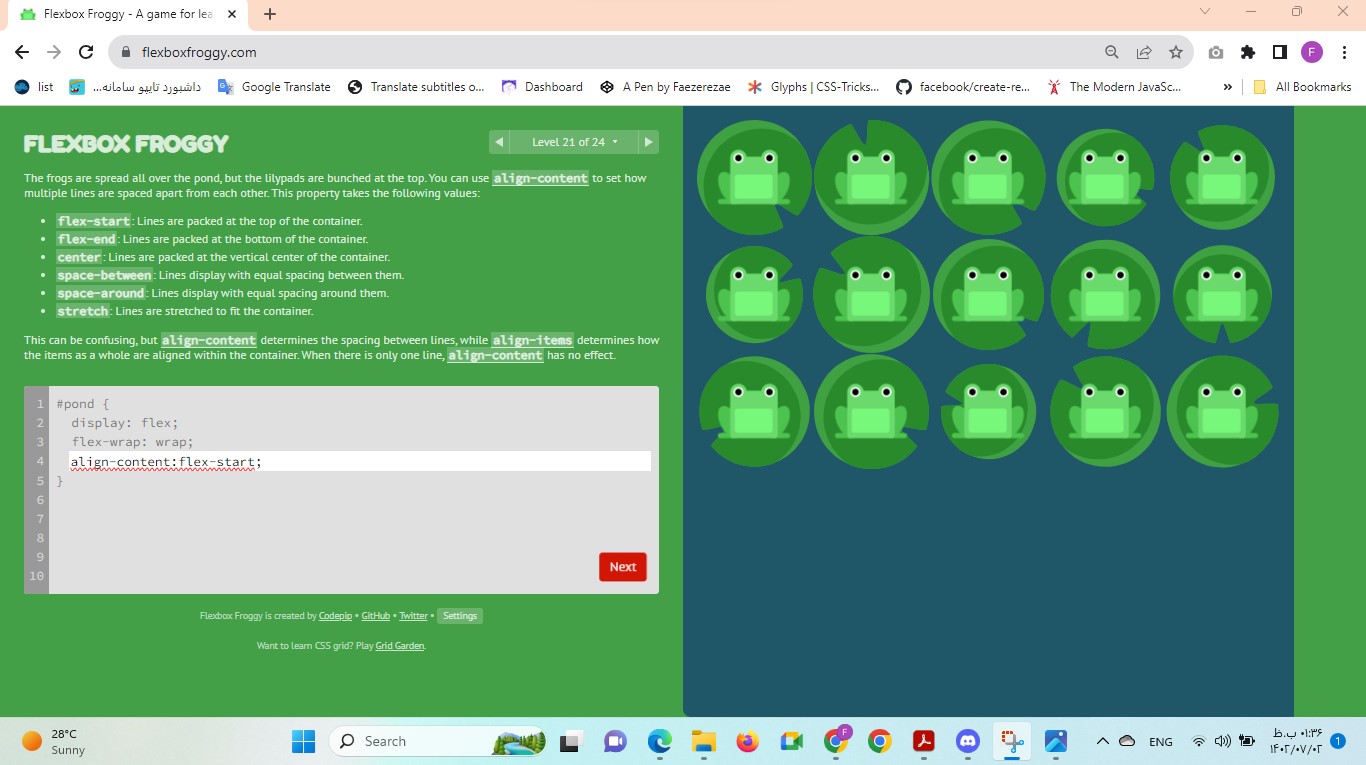 Flexbox Froggy - A game for lea
flexboxfroggy.com
F
list
داشبورد تاپو سامانه...
Google Translate
Translate subtitles o...
Dashboard
A Pen by Faezerezae
Glyphs | CSS-Tricks...
facebook/create-re...
The Modern JavaSc...
»
All Bookmarks
FLEXBOX FROGGY
Level 21 of 24
The frogs are spread all over the pond, but the lilypads are bunched at the top. You can use align-content to set how
multiple lines are spaced apart from each other. This property takes the following values:
• flex-start: Lines are packed at the top of the container.
• flex-end: Lines are packed at the bottom of the container.
• center: Lines are packed at the vertical center of the container.
• space-between: Lines display with equal spacing between them.
• space-around: Lines display with equal spacing around them.
• stretch: Lines are stretched to fit the container.
This can be confusing, but align-content determines the spacing between lines, while align-items determines how
the items as a whole are aligned within the container. When there is only one line, align-content has no effect.
1 #pond {
2 display: flex;
3 flex-wrap: wrap;
4 align-content:flex-start;
5 }
6
7
8
9
10
Next
Flexbox Froggy is created by Codepip • GitHub • Twitter • Settings
Want to learn CSS grid? Play Grid Garden.
28°C
Sunny
Search
F
ENG
۰۱:۳۶ ب.ظ
۱۴۰۲/۰۷/۰۲
1